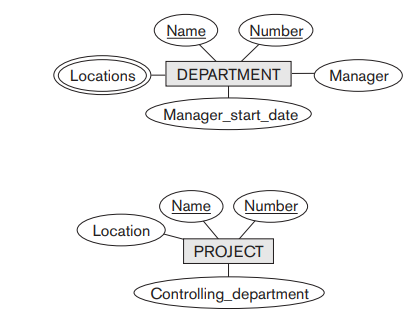 Name
Number
Locations
DEPARTMENT
Manager
Manager_start_date
Name
Number
Location
PROJECT
Controlling_department